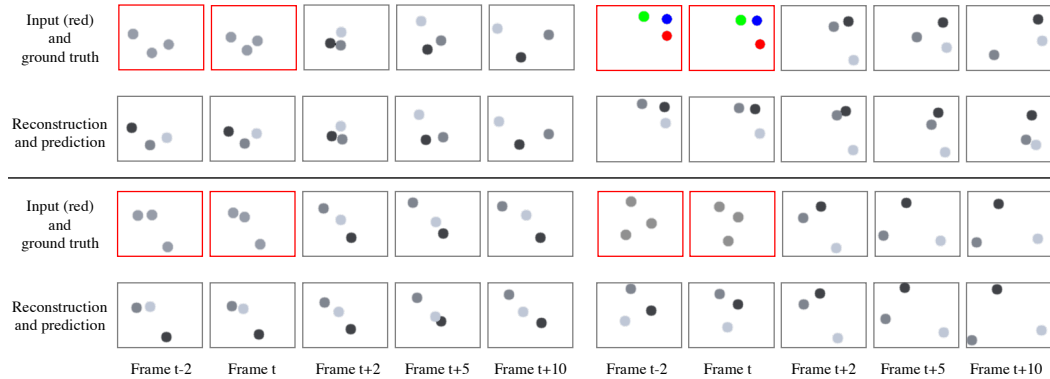 Input (red)
and
ground truth
Reconstruction
and prediction
Input (red)
and
ground truth
Reconstruction
and prediction
Frame t-2 Frame t Frame t+2 Frame t+5 Frame t+10 Frame t-2 Frame t Frame t+2 Frame t+5 Frame t+10